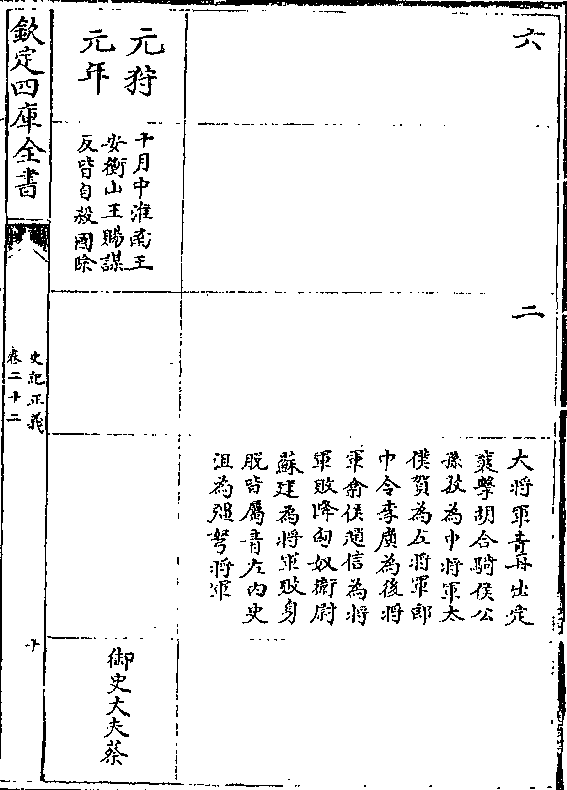 六
二
大將軍青再出定
襄擊胡合騎侯公
孫敖為中將軍太
僕賀為左將軍郎
中令李廣為後將
軍翕侯趙信為將
軍敗降匈奴衛尉
蘇建為將軍敗身
脫皆屬青左內史
沮為彊弩將軍
元狩
元年
十月中淮南王
安衡山王賜謀
反皆自殺國除
御史大夫蔡
欽定四庫全書
史記正義
卷二十二
十